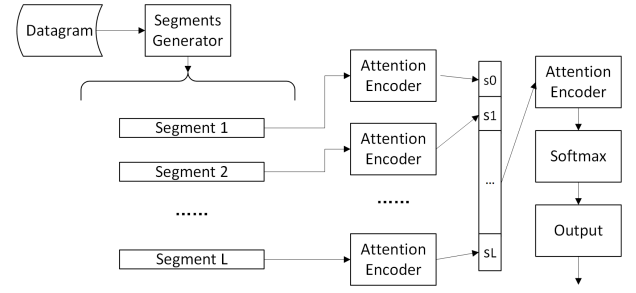 Datagram
Segments
Generator
Attention
Encoder
s0
Attention
Encoder
Segment 1
s1
Attention
Encoder
Softmax
Segment 2
......
......
...
Output
Segment L
Attention
Encoder
sL